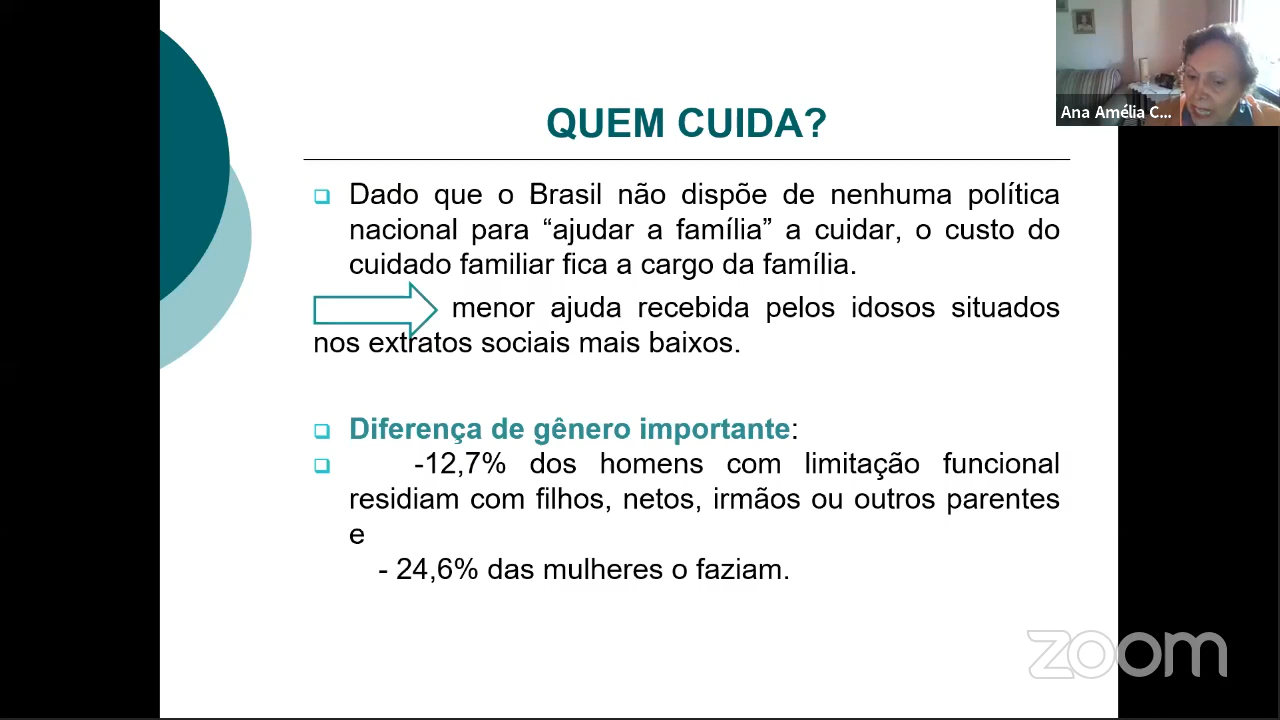 QUEM CUIDA?
Dado que o Brasil não dispõe de nenhuma política
nacional para “ajudar a família” a cuidar, o custo do
cuidado familiar fica a cargo da família.
menor ajuda recebida pelos idosos situados
nos extratos sociais mais baixos.
Diferença de gênero importante:
-12,7% dos homens com limitação funcional
residiam com filhos, netos, irmãos ou outros parentes
e
- 24,6% das mulheres o faziam.
Ana Amélia C...
zoom